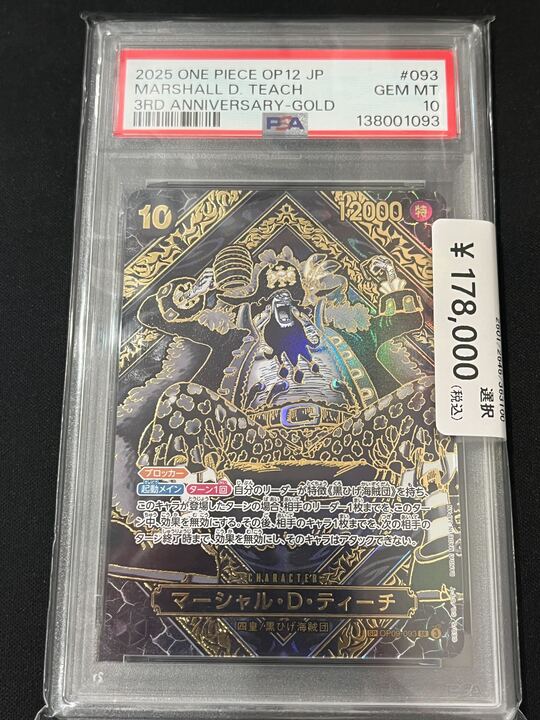 2025 ONE PIECE OP12 JP #093
MARSHALL D. TEACH GEM MT
3RD ANNIVERSARY-GOLD 10
PSA 138001093
10 12000 特
¥178,000
(税込)
選択
ブロッカー
起動メイン ターン1回 自分のリーダーが特徴《黒ひげ海賊団》を持ち、
このキャラが登場したターンの場合、相手のリーダー1枚までを、このター
ン中、効果を無効にする。その後、相手のキャラ1枚までを、次の相手の
ターン終了時まで、効果を無効にし、そのキャラはアタックできない。
CHARACTER
マーシャル・D・ティーチ
四皇/黒ひげ海賊団
SP OP09-093 SR 3